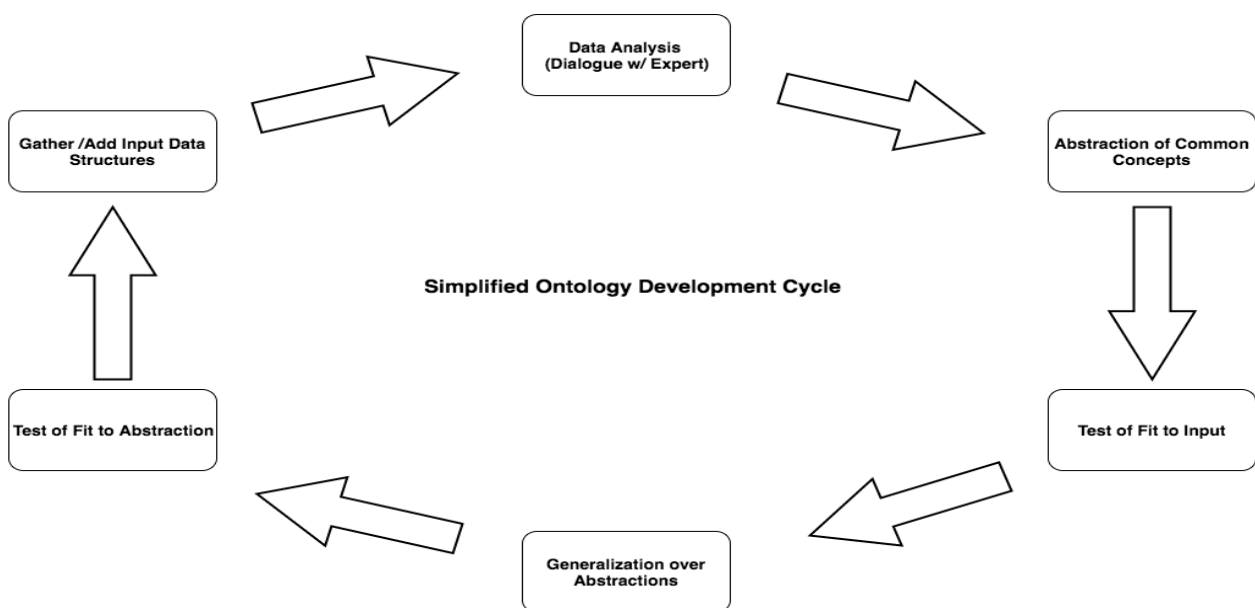 Data Analysis
(Dialogue w/ Expert)
Gather /Add Input Data
Structures
Abstraction of Common
Concepts
Simplified Ontology Development Cycle
Test of Fit to Abstraction
Test of Fit to Input
Generalization over
Abstractions